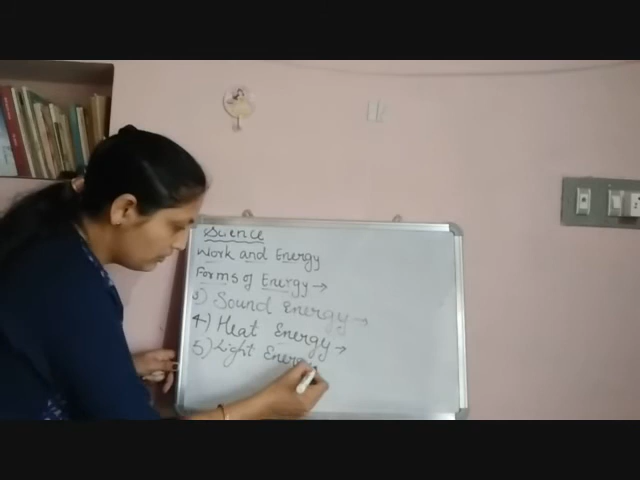 Science
Work and Energy
Forms of Energy →
3) Sound Energy →
4) Heat Energy →
5) Light Energy